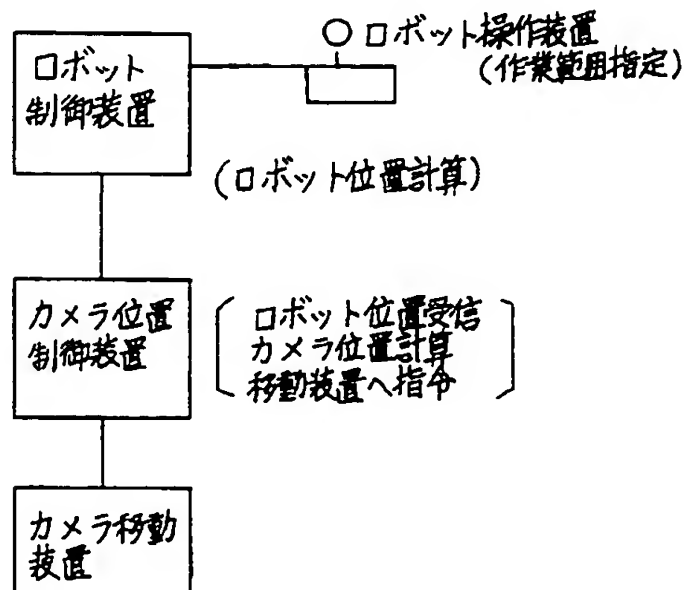 ロボット操作装置
(作業範囲指定)
ロボット
制御装置
(ロボット位置計算)
カメラ位置
制御装置
ロボット位置受信
カメラ位置計算
移動装置へ指令
カメラ移動
装置